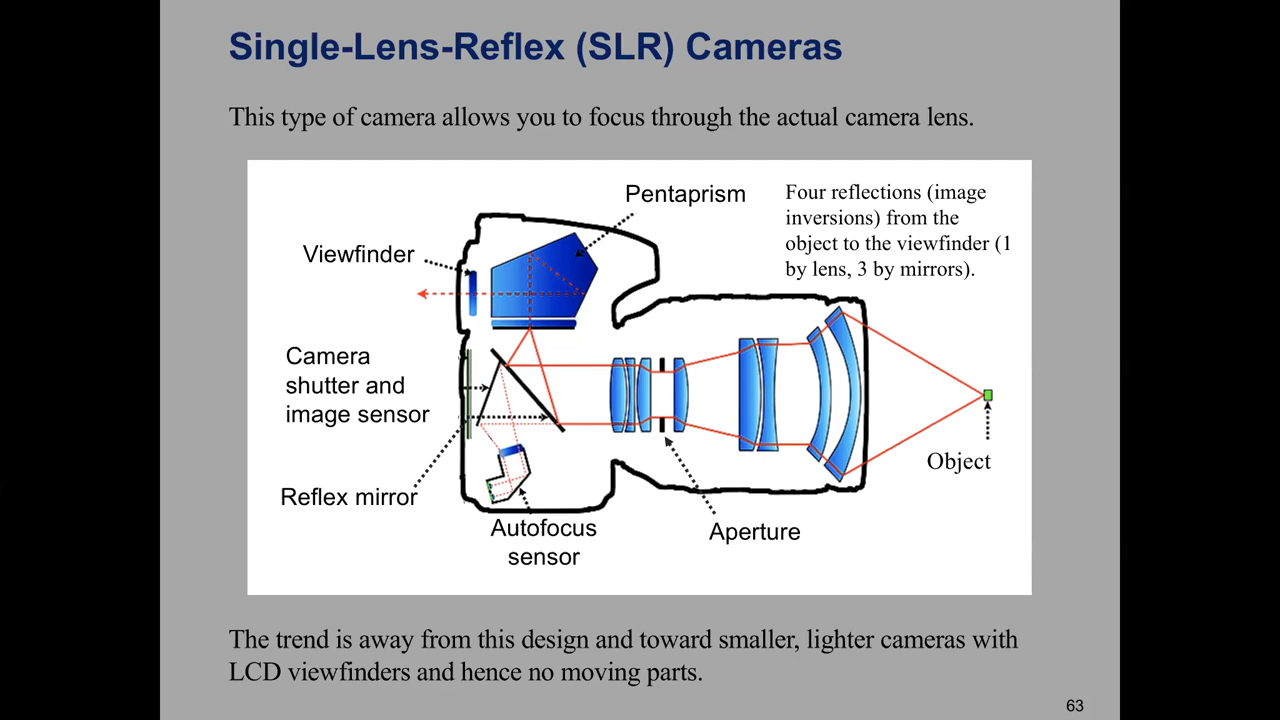 Single-Lens-Reflex (SLR) Cameras
This type of camera allows you to focus through the actual camera lens.
Pentaprism
Four reflections (image
inversions) from the
object to the viewfinder (1
by lens, 3 by mirrors).
Viewfinder
Camera
shutter and
image sensor
Reflex mirror
Autofocus
sensor
Aperture
Object
The trend is away from this design and toward smaller, lighter cameras with
LCD viewfinders and hence no moving parts.
63